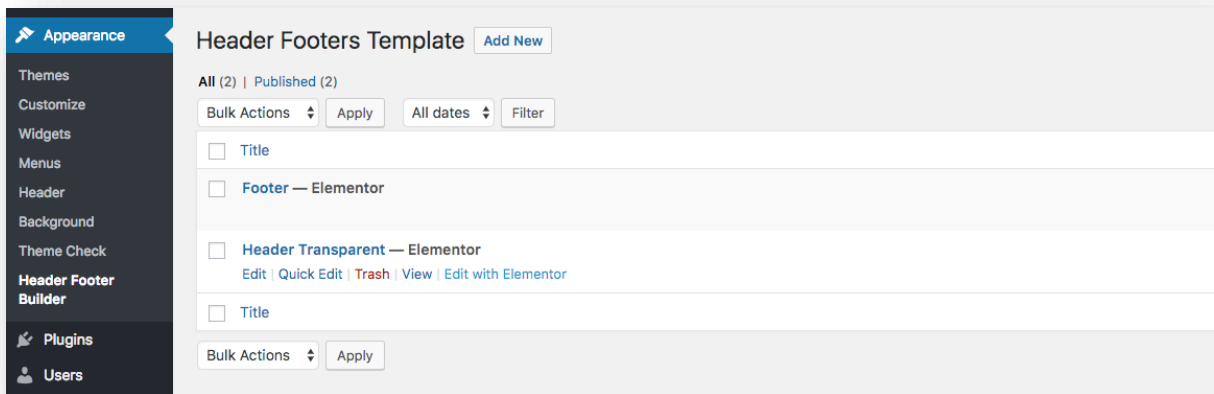 Appearance
Themes
Customize
Widgets
Menus
Header
Background
Theme Check
Header Footer
Builder
Plugins
Users
Header Footers Template Add New
All (2) | Published (2)
Bulk Actions Apply All dates Filter
Title
Footer — Elementor
Header Transparent — Elementor
Edit | Quick Edit | Trash | View | Edit with Elementor
Title
Bulk Actions Apply